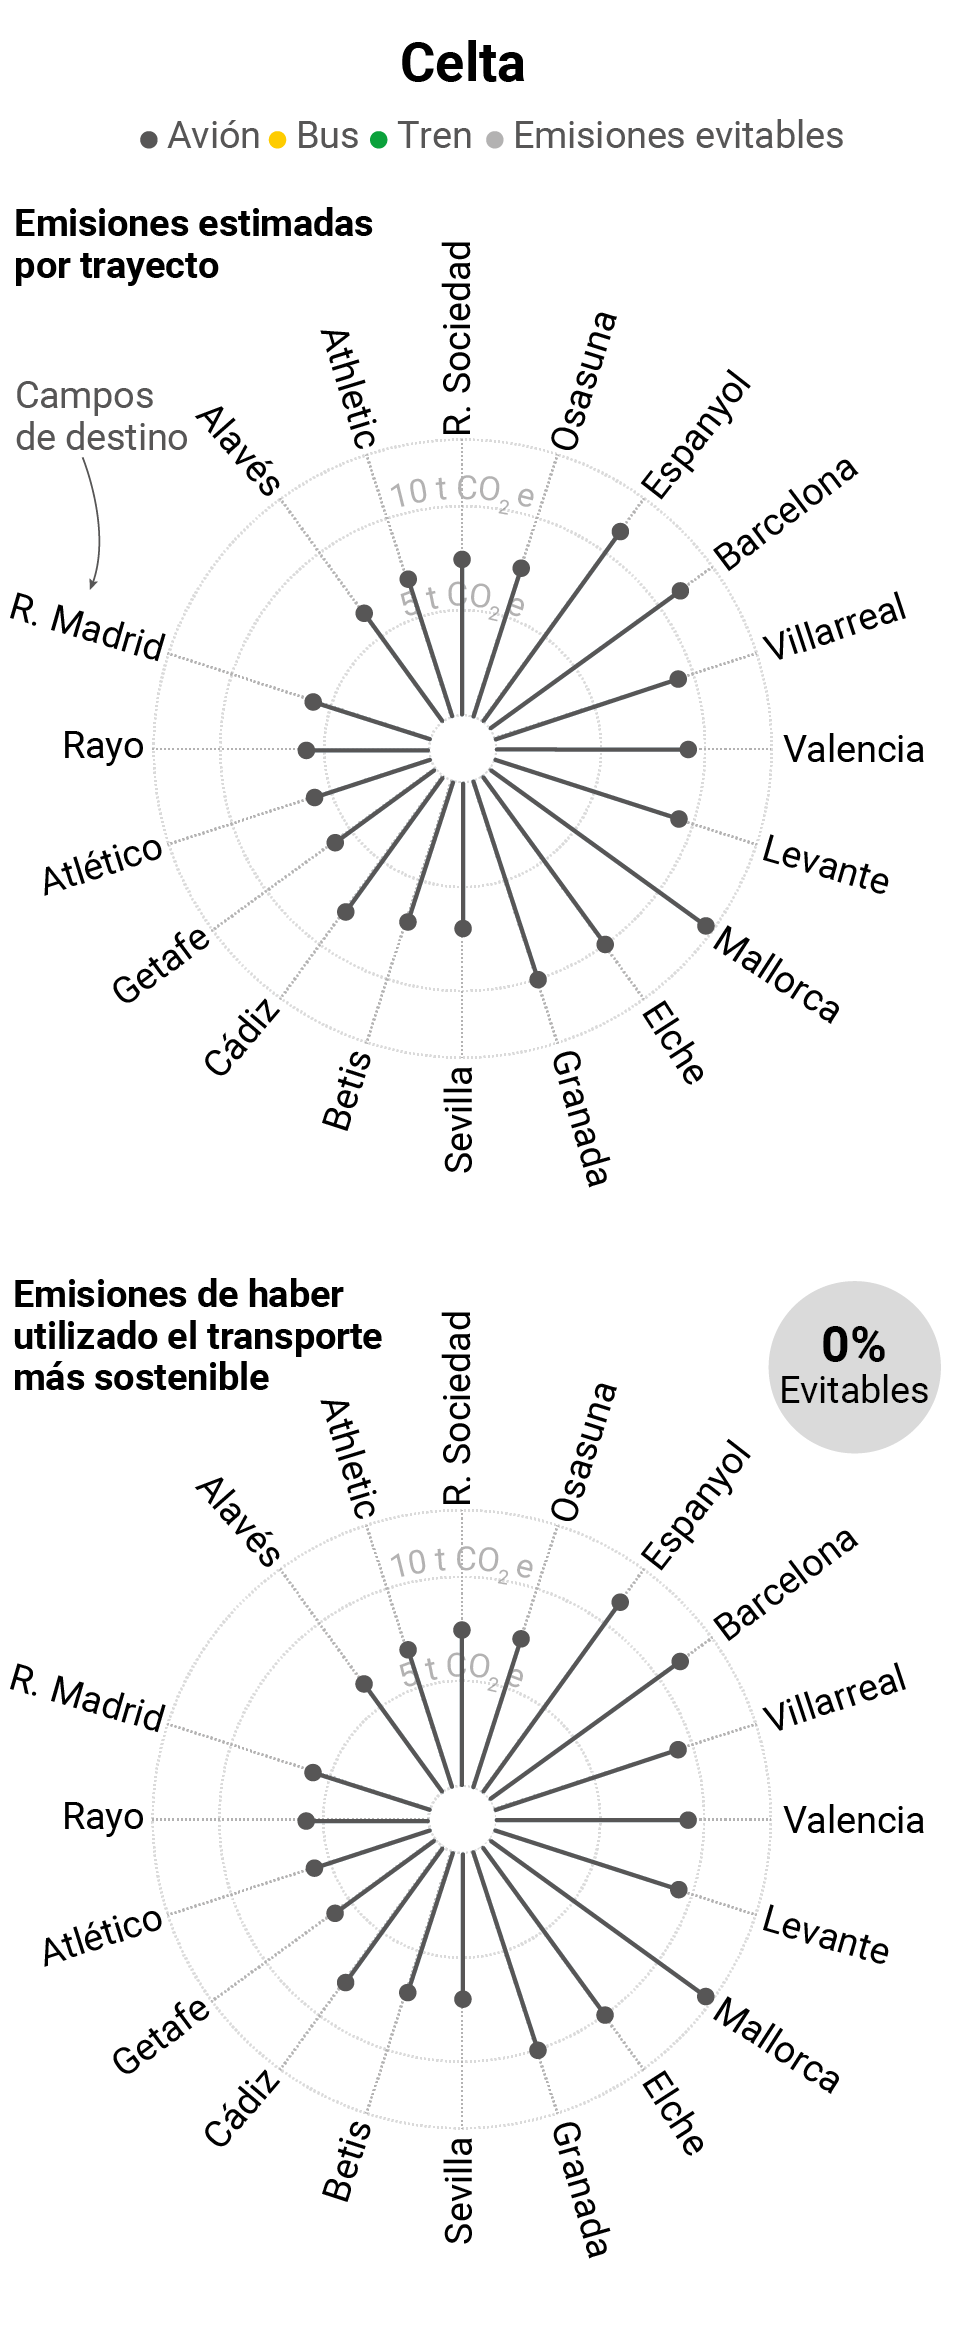 Celta
Avión Bus Tren Emisiones evitables
Emisiones estimadas
por trayecto
Campos
de destino
R. Sociedad
Osasuna
Espanyol
Barcelona
Villarreal
Valencia
Levante
Mallorca
Elche
Granada
Sevilla
Betis
Cádiz
Getafe
Atlético
Rayo
R. Madrid
Alavés
Athletic
10 t CO2 e
5 t CO2 e
Emisiones de haber
utilizado el transporte
más sostenible
0%
Evitables
R. Sociedad
Osasuna
Espanyol
Barcelona
Villarreal
Valencia
Levante
Mallorca
Elche
Granada
Sevilla
Betis
Cádiz
Getafe
Atlético
Rayo
R. Madrid
Alavés
Athletic
10 t CO2 e
5 t CO2 e